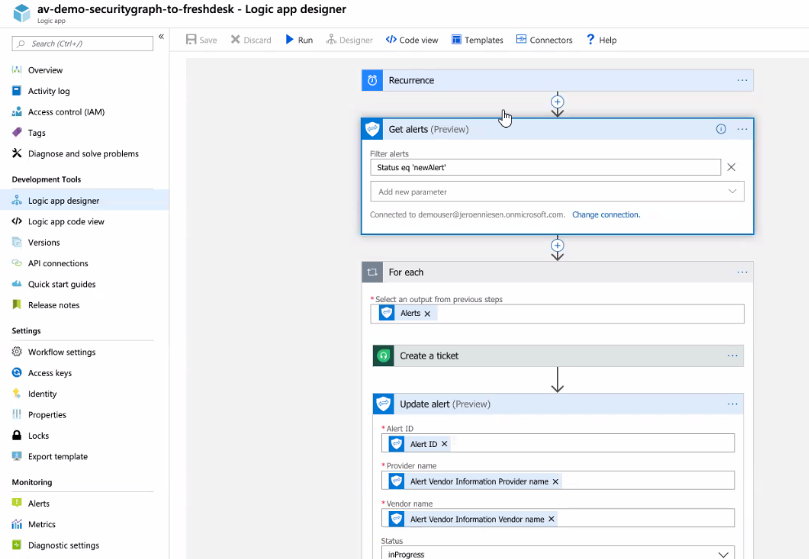 av-demo-securitygraph-to-freshdesk - Logic app designer
Logic app
Search (Ctrl+/)
«
Save
Discard
Run
Designer
</> Code view
Templates
Connectors
? Help
Overview
Activity log
Access control (IAM)
Tags
Diagnose and solve problems
Development Tools
Logic app designer
</> Logic app code view
Versions
API connections
Quick start guides
Release notes
Settings
Workflow settings
Access keys
Identity
Properties
Locks
Export template
Monitoring
Alerts
Metrics
Diagnostic settings
Recurrence
Get alerts (Preview)
Filter alerts
Status eq 'newAlert'
Add new parameter
Connected to demouser@jeroenniesen.onmicrosoft.com. Change connection.
For each
* Select an output from previous steps
Alerts ×
Create a ticket
Update alert (Preview)
* Alert ID
Alert ID ×
* Provider name
Alert Vendor Information Provider name ×
* Vendor name
Alert Vendor Information Vendor name ×
Status
inProgress